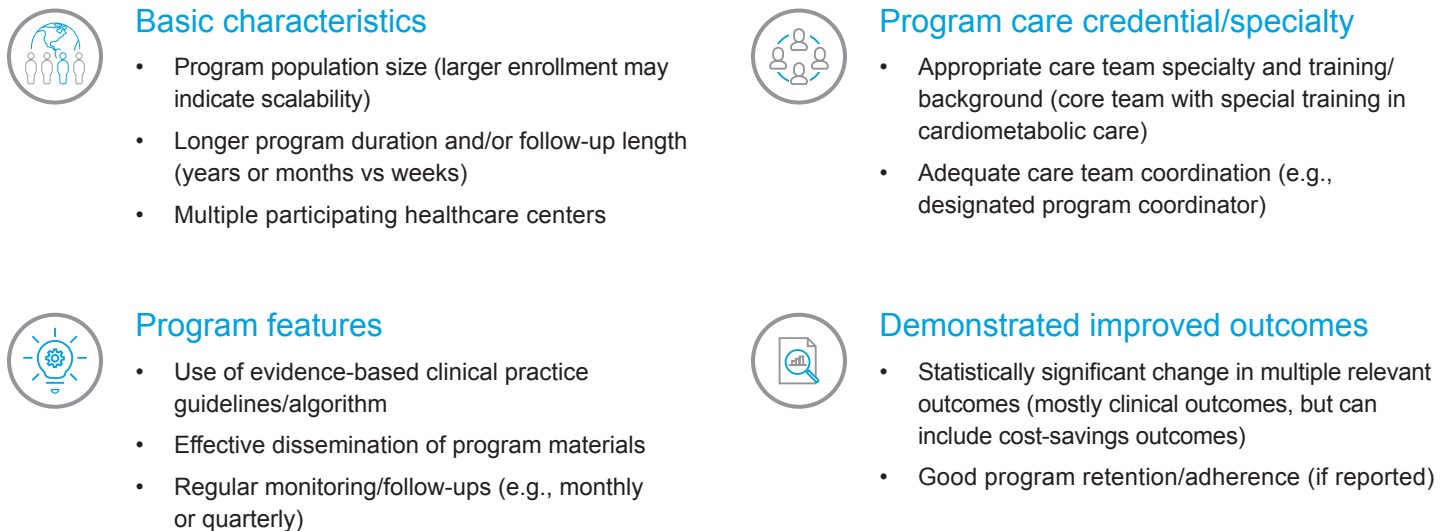 Basic characteristics
• Program population size (larger enrollment may
indicate scalability)
• Longer program duration and/or follow-up length
(years or months vs weeks)
• Multiple participating healthcare centers
Program care credential/specialty
• Appropriate care team specialty and training/
background (core team with special training in
cardiometabolic care)
• Adequate care team coordination (e.g.,
designated program coordinator)
Program features
• Use of evidence-based clinical practice
guidelines/algorithm
• Effective dissemination of program materials
• Regular monitoring/follow-ups (e.g., monthly
or quarterly)
Demonstrated improved outcomes
• Statistically significant change in multiple relevant
outcomes (mostly clinical outcomes, but can
include cost-savings outcomes)
• Good program retention/adherence (if reported)